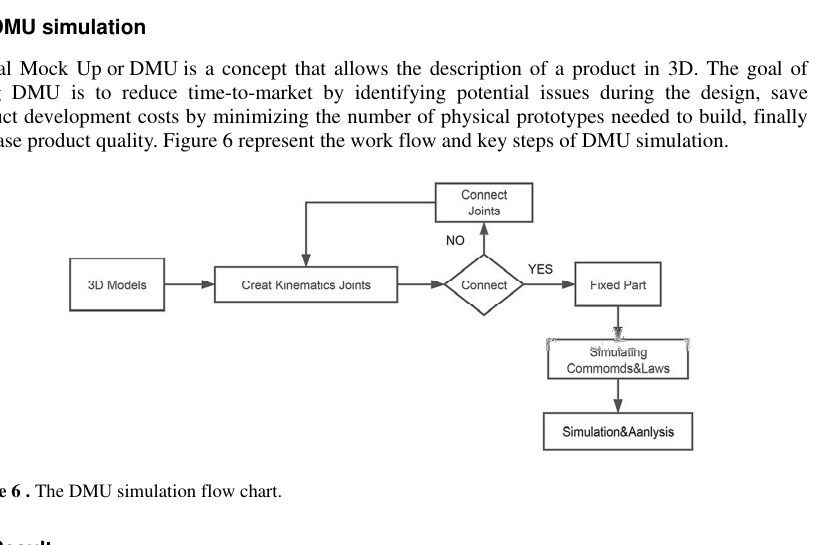 DMU simulation
al Mock Up or DMU is a concept that allows the description of a product in 3D. The goal of
g DMU is to reduce time-to-market by identifying potential issues during the design, save
uct development costs by minimizing the number of physical prototypes needed to build, finally
ase product quality. Figure 6 represent the work flow and key steps of DMU simulation.
Connect
Joints
NO
YES
3D Models
Creat Kinematics Joints
Connect
Fixed Part
Simulating
Commomds&Laws
Simulation&Aanlysis
e 6 . The DMU simulation flow chart.